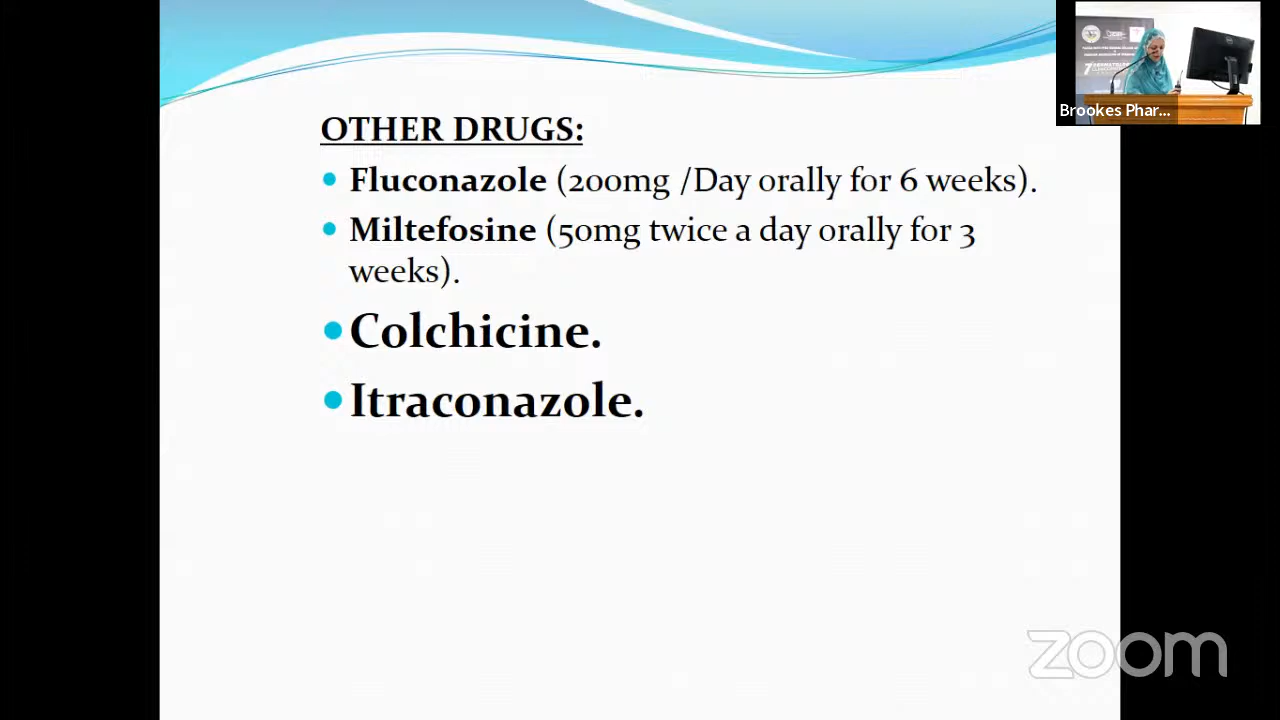 OTHER DRUGS:
• Fluconazole (200mg /Day orally for 6 weeks).
• Miltefosine (50mg twice a day orally for 3
weeks).
• Colchicine.
• Itraconazole.
Brookes Phar...
zoom